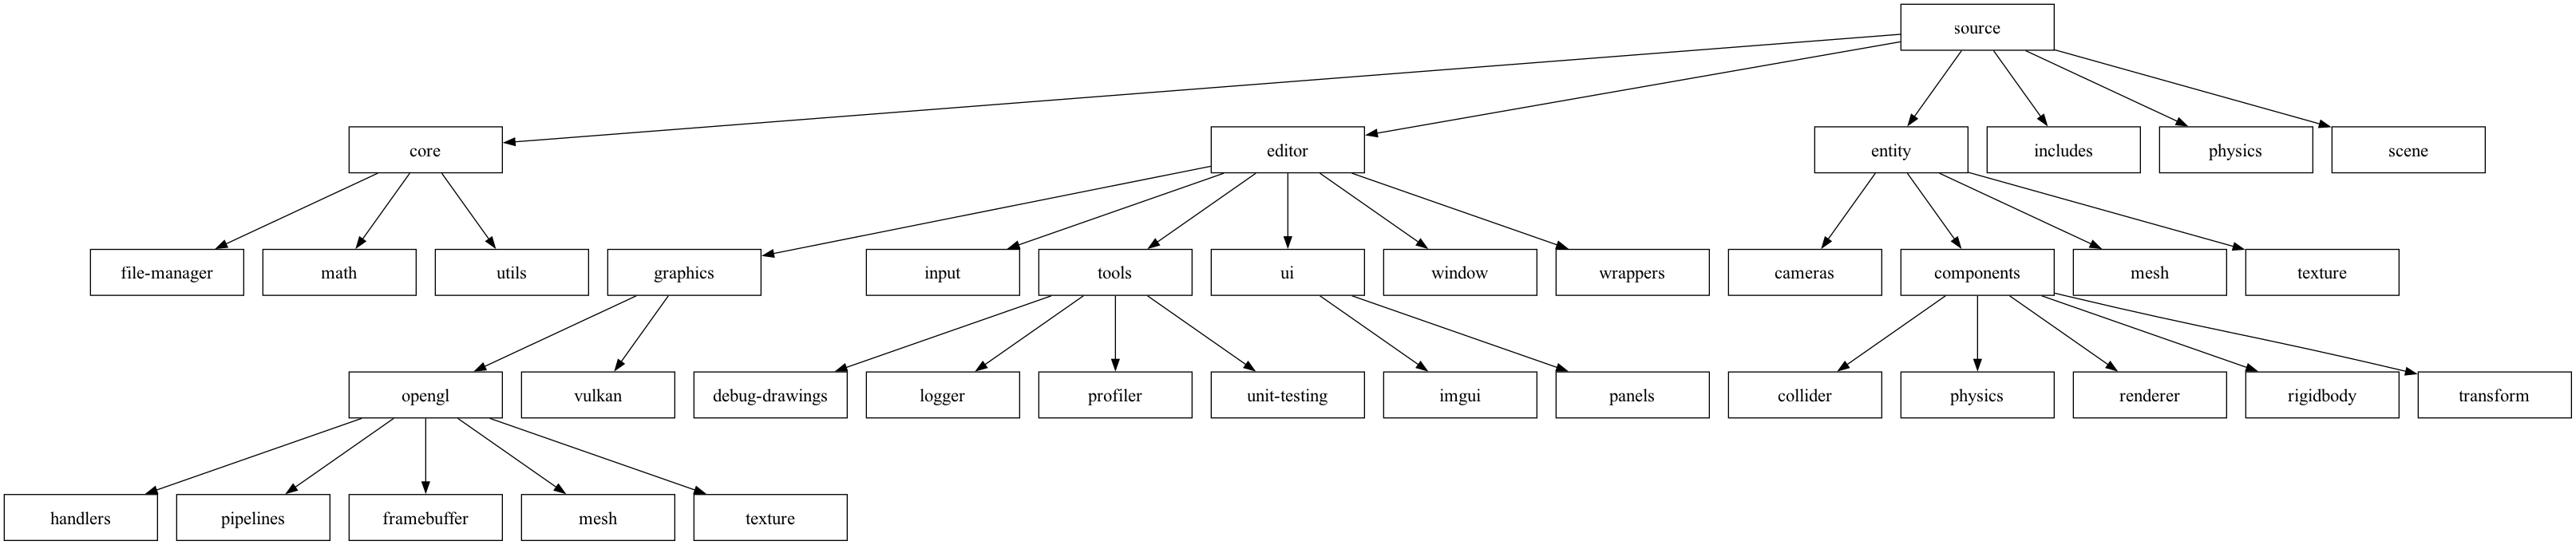 source
core
editor
entity
includes
physics
scene
file-manager
math
utils
graphics
input
tools
ui
window
wrappers
cameras
components
mesh
texture
opengl
vulkan
debug-drawings
logger
profiler
unit-testing
imgui
panels
collider
physics
renderer
rigidbody
transform
handlers
pipelines
framebuffer
mesh
texture